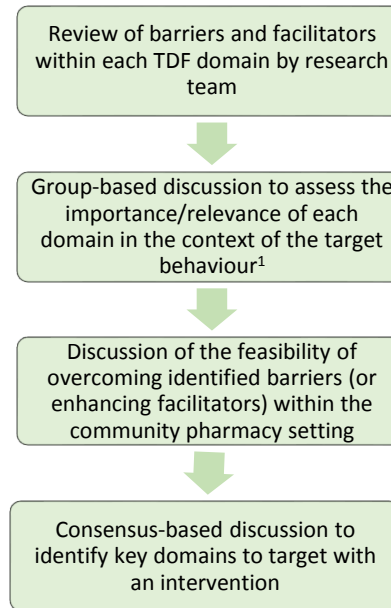 Review of barriers and facilitators
within each TDF domain by research
team
Group-based discussion to assess the
importance/relevance of each
domain in the context of the target
behaviour¹
Discussion of the feasibility of
overcoming identified barriers (or
enhancing facilitators) within the
community pharmacy setting
Consensus-based discussion to
identify key domains to target with
an intervention